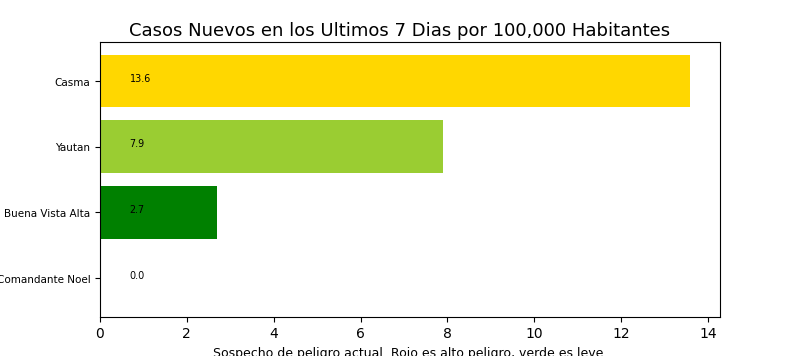 Casos Nuevos en los Ultimos 7 Dias por 100,000 Habitantes
Casma 13.6
Yautan 7.9
Buena Vista Alta 2.7
Comandante Noel 0.0
0 2 4 6 8 10 12 14
Sospecho de peligro actual. Rojo es alto peligro, verde es leve